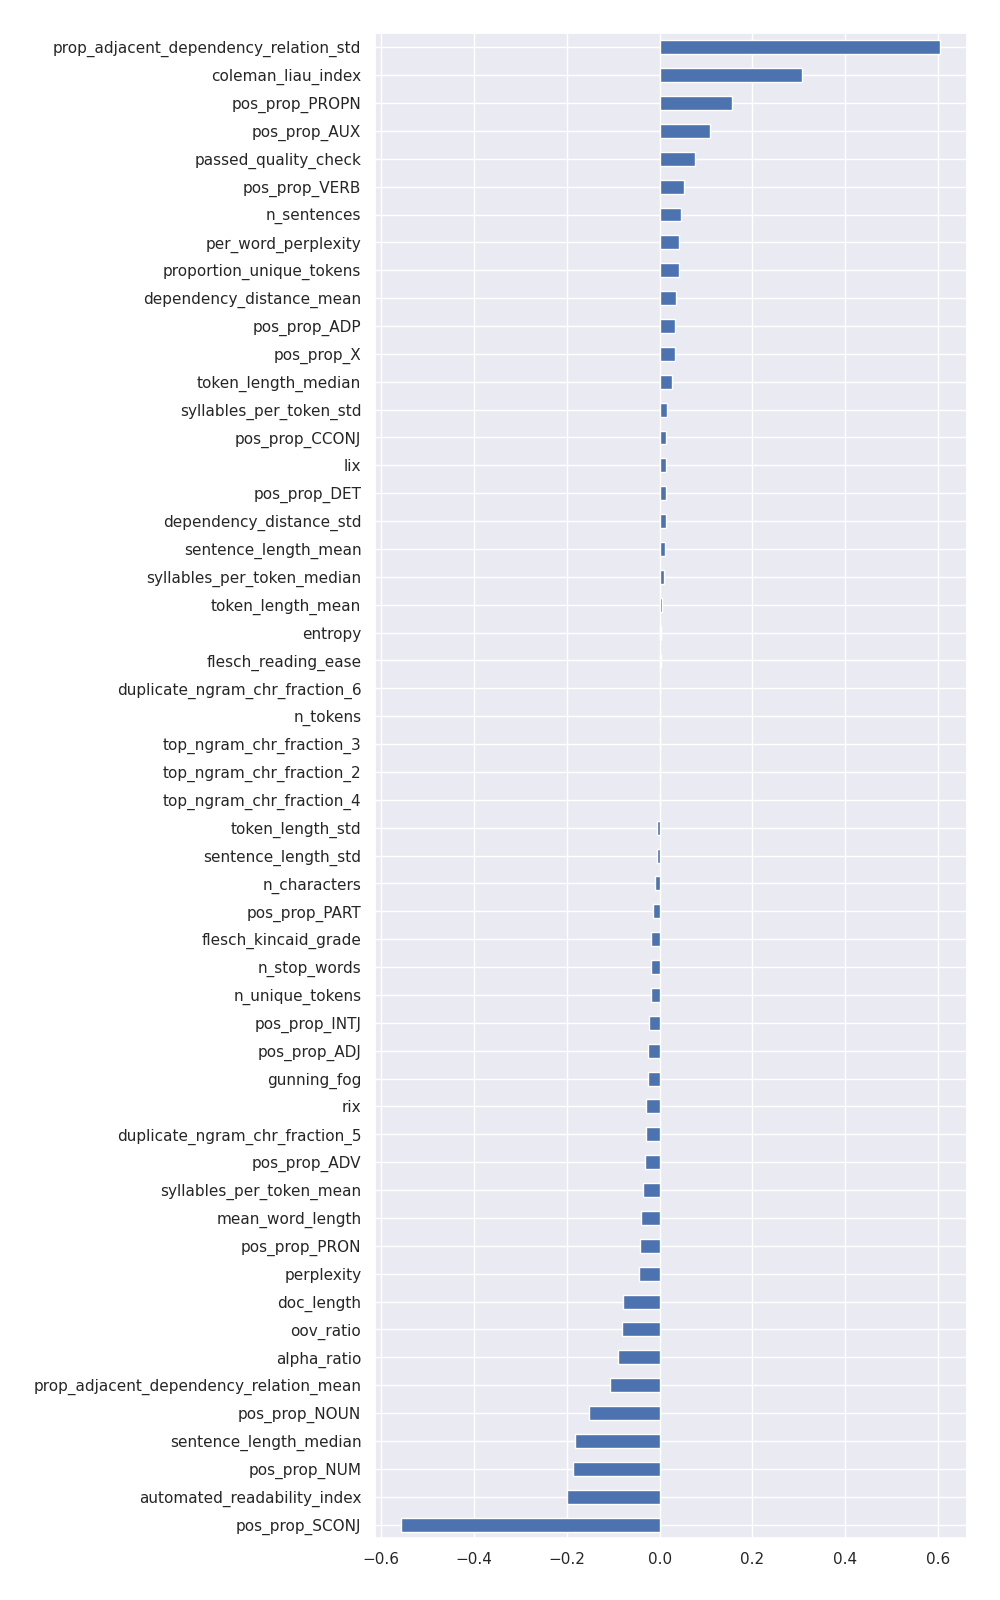 prop_adjacent_dependency_relation_std
coleman_liau_index
pos_prop_PROPN
pos_prop_AUX
passed_quality_check
pos_prop_VERB
n_sentences
per_word_perplexity
proportion_unique_tokens
dependency_distance_mean
pos_prop_ADP
pos_prop_X
token_length_median
syllables_per_token_std
pos_prop_CCONJ
lix
pos_prop_DET
dependency_distance_std
sentence_length_mean
syllables_per_token_median
token_length_mean
entropy
flesch_reading_ease
duplicate_ngram_chr_fraction_6
n_tokens
top_ngram_chr_fraction_3
top_ngram_chr_fraction_2
top_ngram_chr_fraction_4
token_length_std
sentence_length_std
n_characters
pos_prop_PART
flesch_kincaid_grade
n_stop_words
n_unique_tokens
pos_prop_INTJ
pos_prop_ADJ
gunning_fog
rix
duplicate_ngram_chr_fraction_5
pos_prop_ADV
syllables_per_token_mean
mean_word_length
pos_prop_PRON
perplexity
doc_length
oov_ratio
alpha_ratio
prop_adjacent_dependency_relation_mean
pos_prop_NOUN
sentence_length_median
pos_prop_NUM
automated_readability_index
pos_prop_SCONJ
−0.6 −0.4 −0.2 0.0 0.2 0.4 0.6